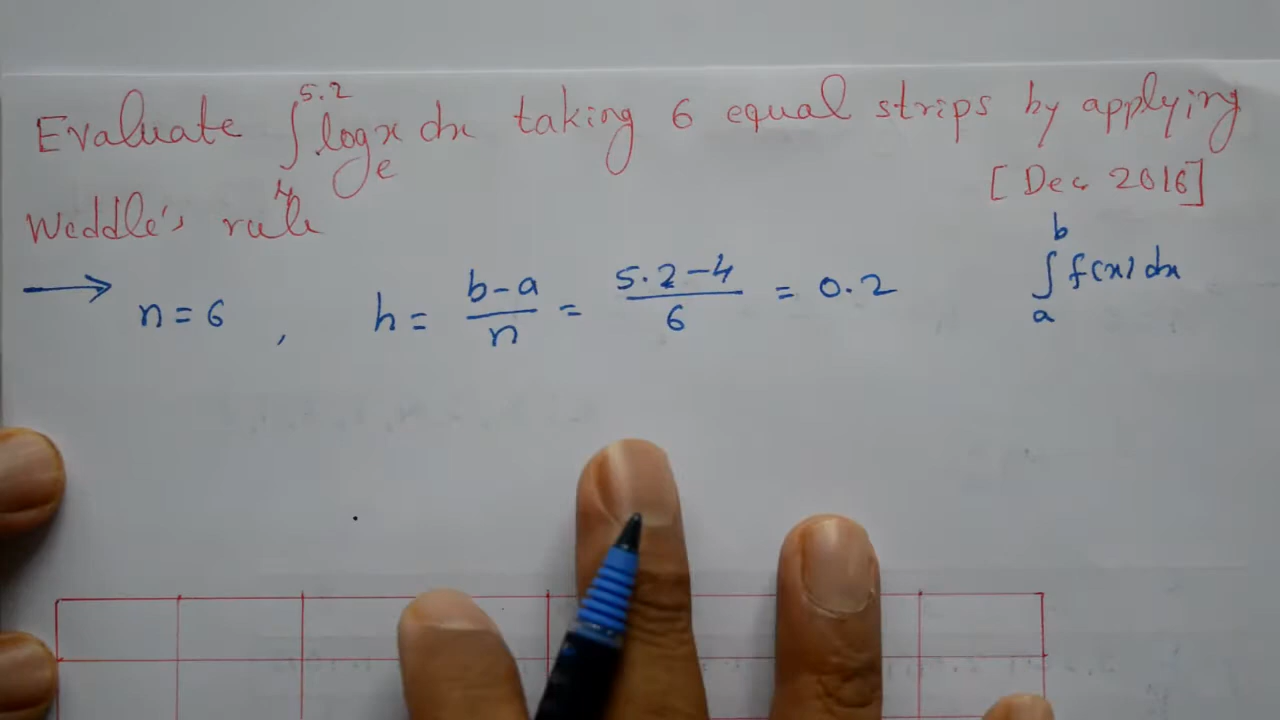 Evaluate ∫₄^5.2 logₑx dx taking 6 equal strips by applying
Weddle's rule [Dec 2016]
→ n = 6 , h = (b-a)/n = (5.2-4)/6 = 0.2 ∫ₐᵇ f(x) dx